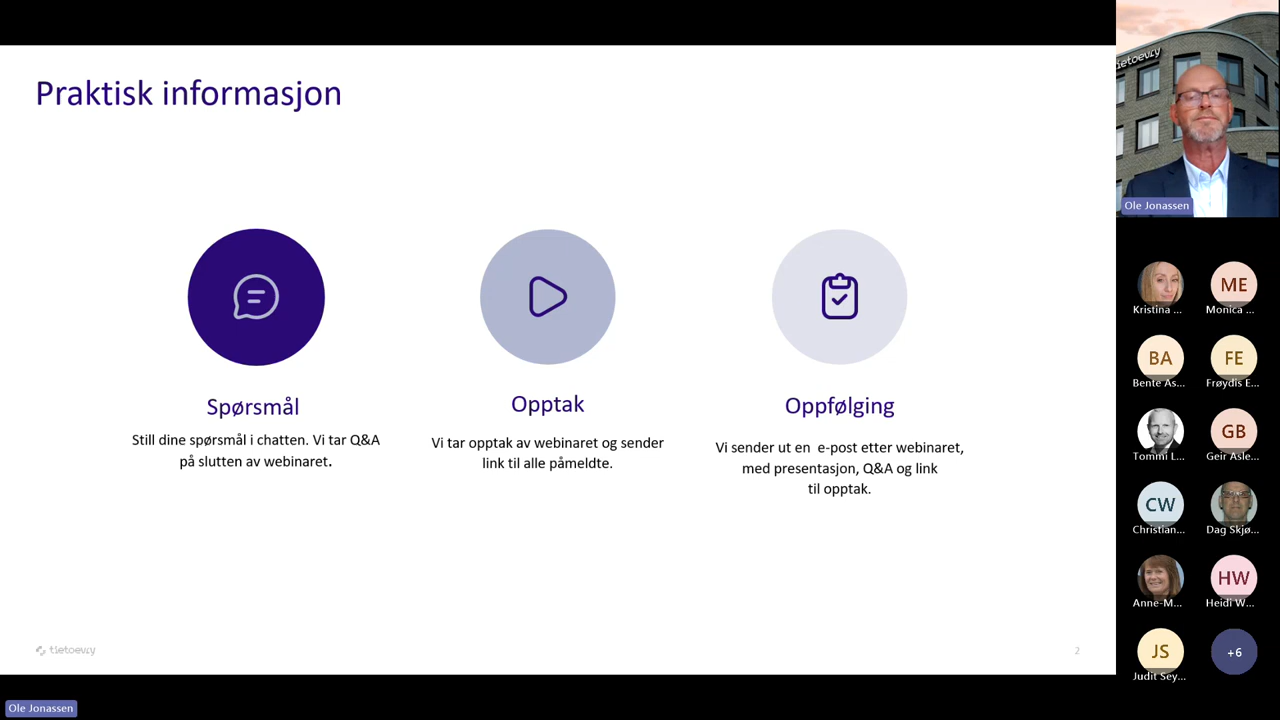 Praktisk informasjon
Spørsmål
Still dine spørsmål i chatten. Vi tar Q&A
på slutten av webinaret.
Opptak
Vi tar opptak av webinaret og sender
link til alle påmeldte.
Oppfølging
Vi sender ut en  e-post etter webinaret,
med presentasjon, Q&A og link
til opptak.
tietoevry
2
Ole Jonassen
tietoevry
Ole Jonassen
Kristina ...
ME
Monica ...
BA
Bente As...
FE
Frøydis E...
Tommi L...
GB
Geir Asle...
CW
Christian...
Dag Skjø...
Anne-M...
HW
Heidi W...
JS
Judit Sey...
+6